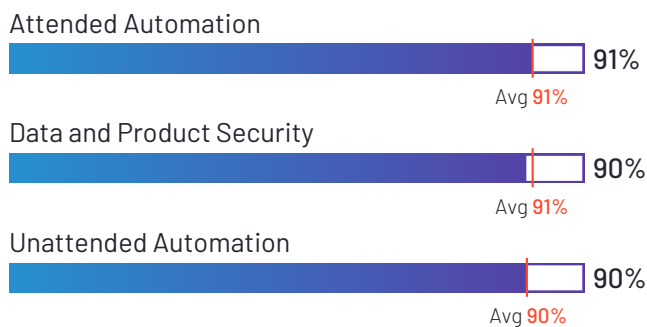 Attended Automation
91%
Avg 91%
Data and Product Security
90%
Avg 91%
Unattended Automation
90%
Avg 90%